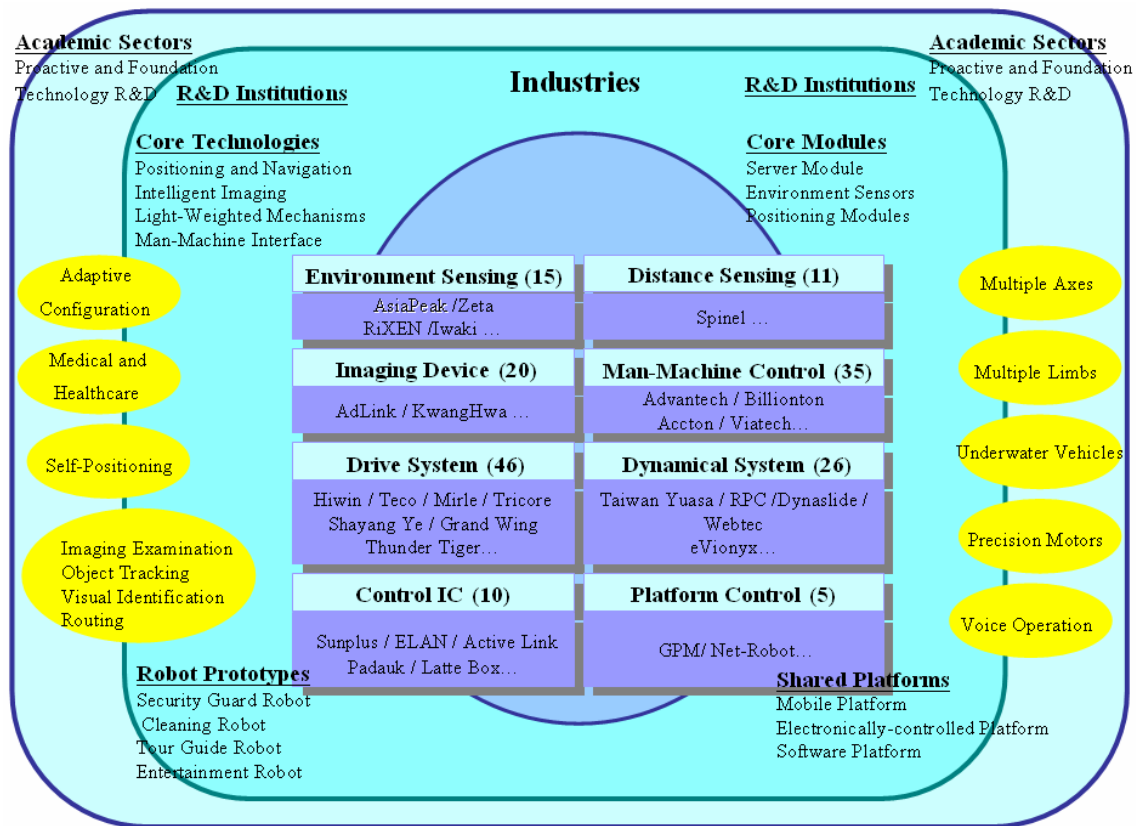 Academic Sectors
Proactive and Foundation
Technology R&D
R&D Institutions
Industries
R&D Institutions
Academic Sectors
Proactive and Foundation
Technology R&D
Core Technologies
Positioning and Navigation
Intelligent Imaging
Light-Weighted Mechanisms
Man-Machine Interface
Core Modules
Server Module
Environment Sensors
Positioning Modules
Adaptive
Configuration
Medical and
Healthcare
Self-Positioning
Imaging Examination
Object Tracking
Visual Identification
Routing
Environment Sensing (15)
AsiaPeak /Zeta
RiXEN /Iwaki …
Distance Sensing (11)
Spinel …
Imaging Device (20)
AdLink / KwangHwa …
Man-Machine Control (35)
Advantech / Billionton
Accton / Viatech…
Drive System (46)
Hiwin / Teco / Mirle / Tricore
Shayang Ye / Grand Wing
Thunder Tiger…
Dynamical System (26)
Taiwan Yuasa / RPC /Dynaslide /
Webtec
eVionyx…
Control IC (10)
Sunplus / ELAN / Active Link
Padauk / Latte Box…
Platform Control (5)
GPM/ Net-Robot…
Multiple Axes
Multiple Limbs
Underwater Vehicles
Precision Motors
Voice Operation
Robot Prototypes
Security Guard Robot
Cleaning Robot
Tour Guide Robot
Entertainment Robot
Shared Platforms
Mobile Platform
Electronically-controlled Platform
Software Platform